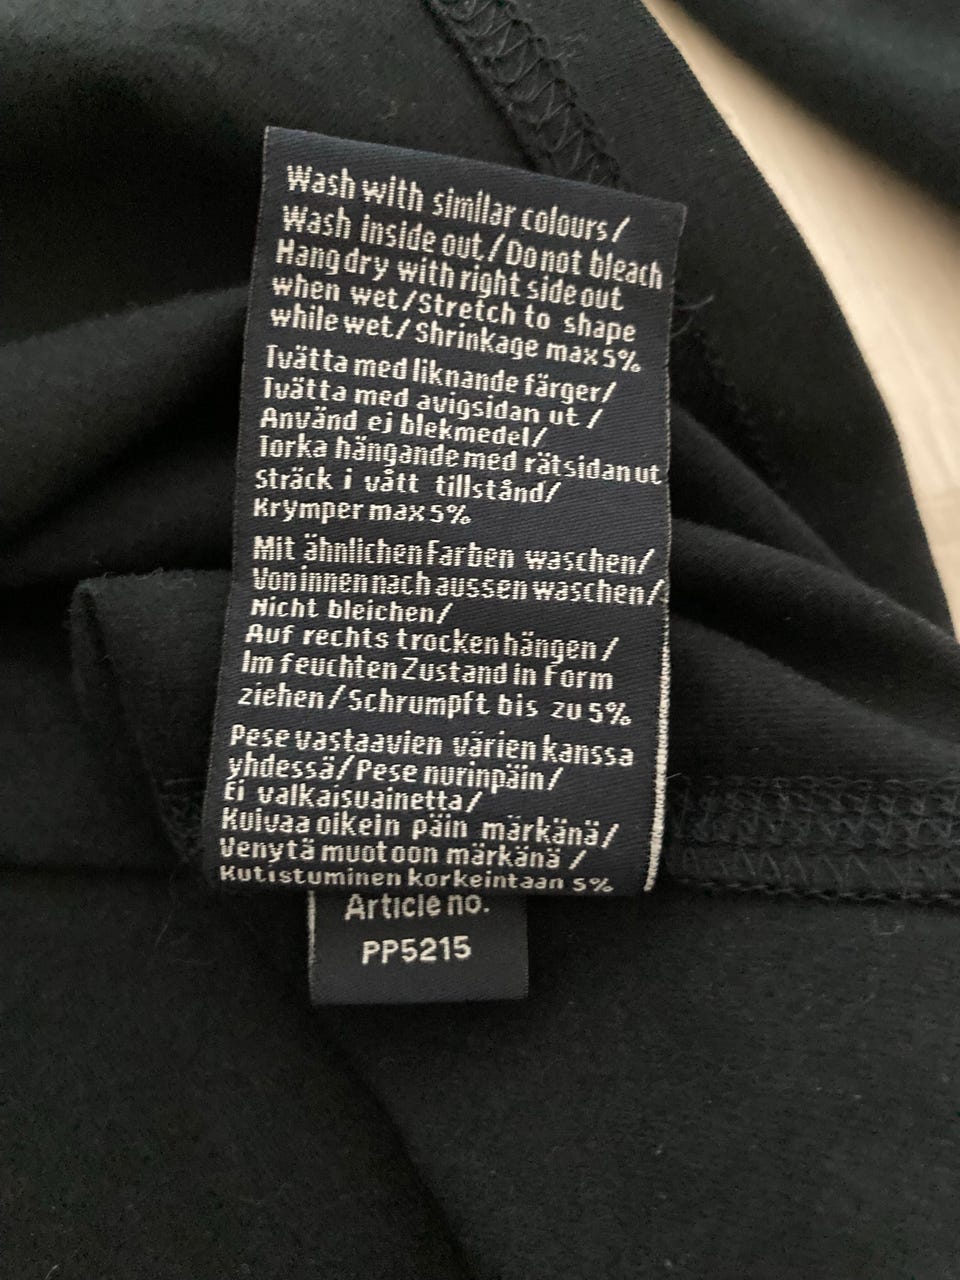 Wash with similar colours/
Wash inside out/Do not bleach
Hang dry with right side out
when wet/Stretch to shape
while wet/Shrinkage max 5%
Tvätta med liknande färger/
Tvätta med avigsidan ut /
Använd ej blekmedel/
Torka hängande med rätsidan ut
Sträck i vått tillstånd/
Krymper max 5%
Mit ähnlichen Farben waschen/
Von innen nach aussen waschen/
Nicht bleichen/
Auf rechts trocken hängen/
Im feuchten Zustand in Form
ziehen/Schrumpft bis zu 5%
Pese vastaavien värien kanssa
yhdessä/Pese nurinpäin/
Ei valkaisuainetta/
Kuivaa oikein päin märkänä/
Venytä muotoon märkänä /
Kutistuminen korkeintaan 5%
Article no.
PP5215